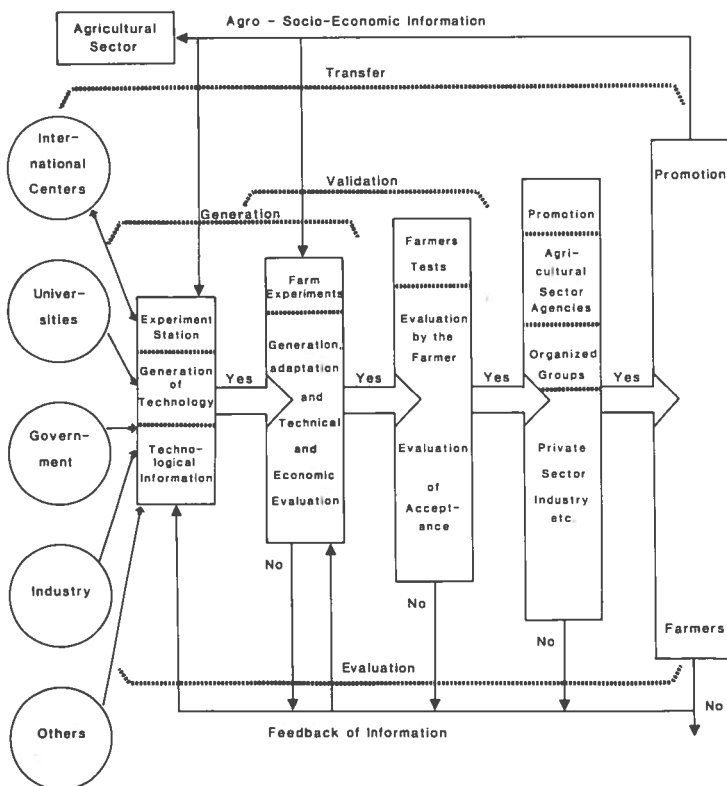 Agro - Socio-Economic Information
Agricultural
Sector
Transfer
Inter-
national
Centers
Promotion
Validation
Generation
Promotion
Farmers
Tests
Agri-
cultural
Sector
Agencies
Farm
Experiments
Univer-
sities
Experiment
Station
Evaluation
by the
Farmer
Generation,
adaptation
and
Technical
and
Economic
Evaluation
Organized
Groups
Generation
of
Technology
Yes
Yes
Yes
Yes
Govern-
ment
Techno-
logical
Information
Evaluation
of
Accept-
ance
Private
Sector
Industry
etc.
No
Industry
No
No
Farmers
Evaluation
No
Others
Feedback of Information